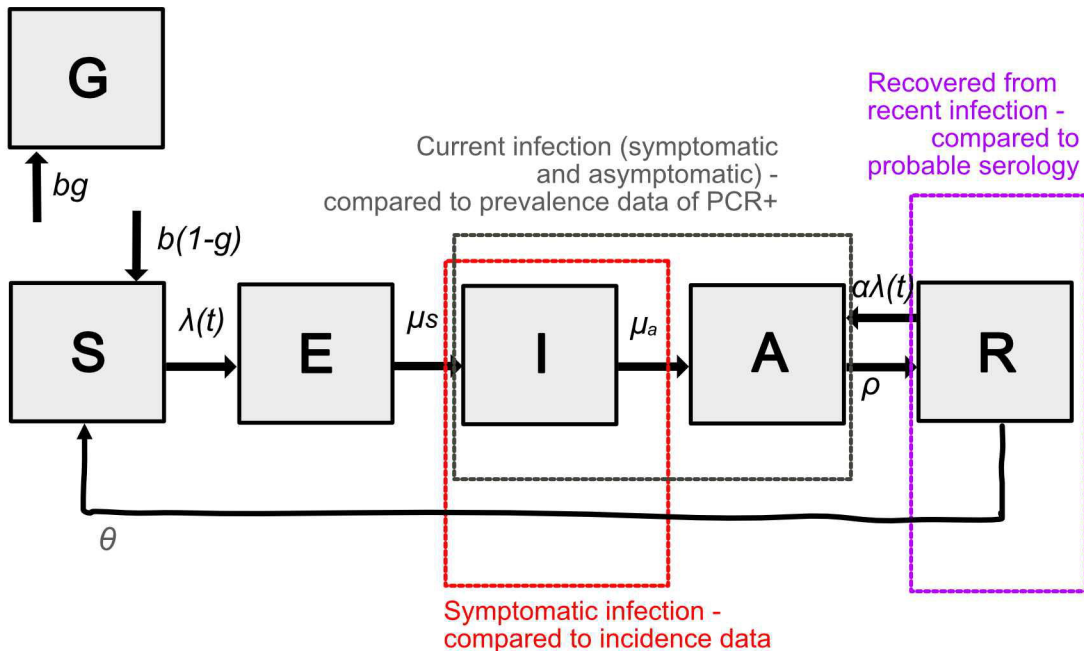 G
bg
b(1-g)
Recovered from
recent infection -
compared to
probable serology
Current infection (symptomatic
and asymptomatic) -
compared to prevalence data of PCR+
S
λ(t)
E
μs
I
μₐ
A
αλ(t)
ρ
R
θ
Symptomatic infection -
compared to incidence data